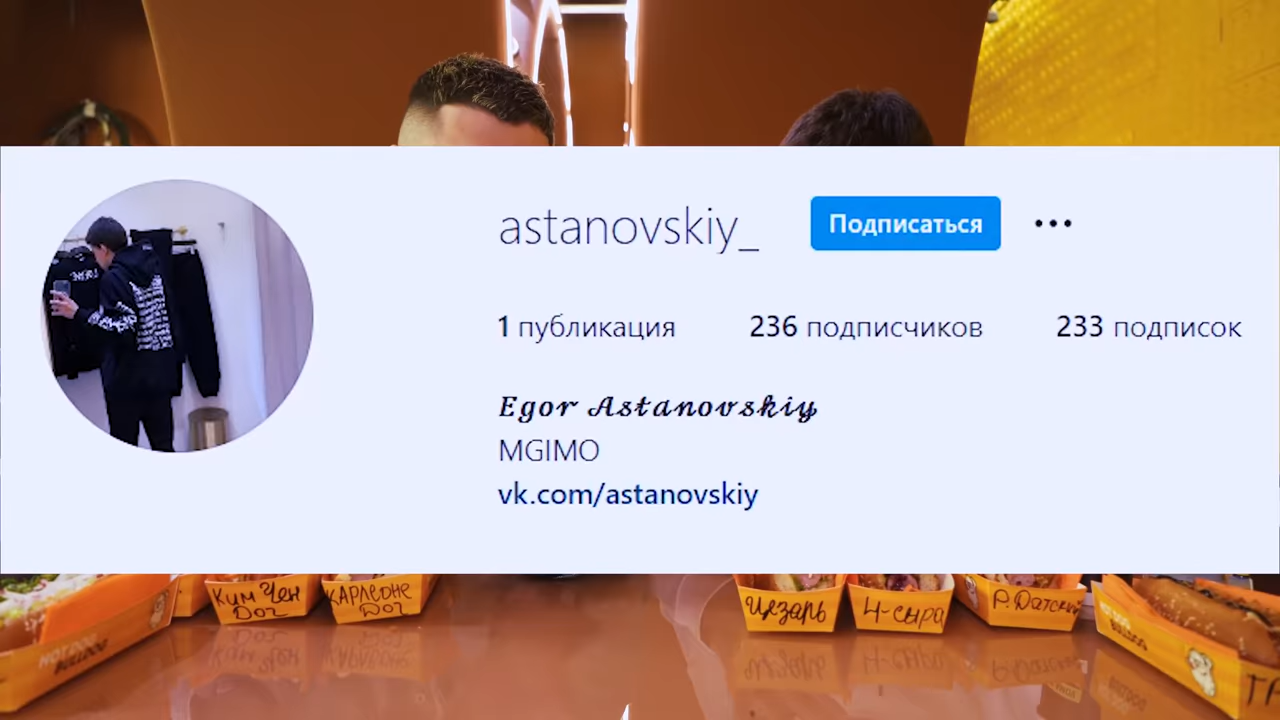 astanovskiy_
Подписаться
1 публикация
236 подписчиков
233 подписок
Egor Astanovskiy
MGIMO
vk.com/astanovskiy
Ким Чен
Дог
КАРЛЕОНЕ
Дог
Цезарь
4-сыра
BULLDOG